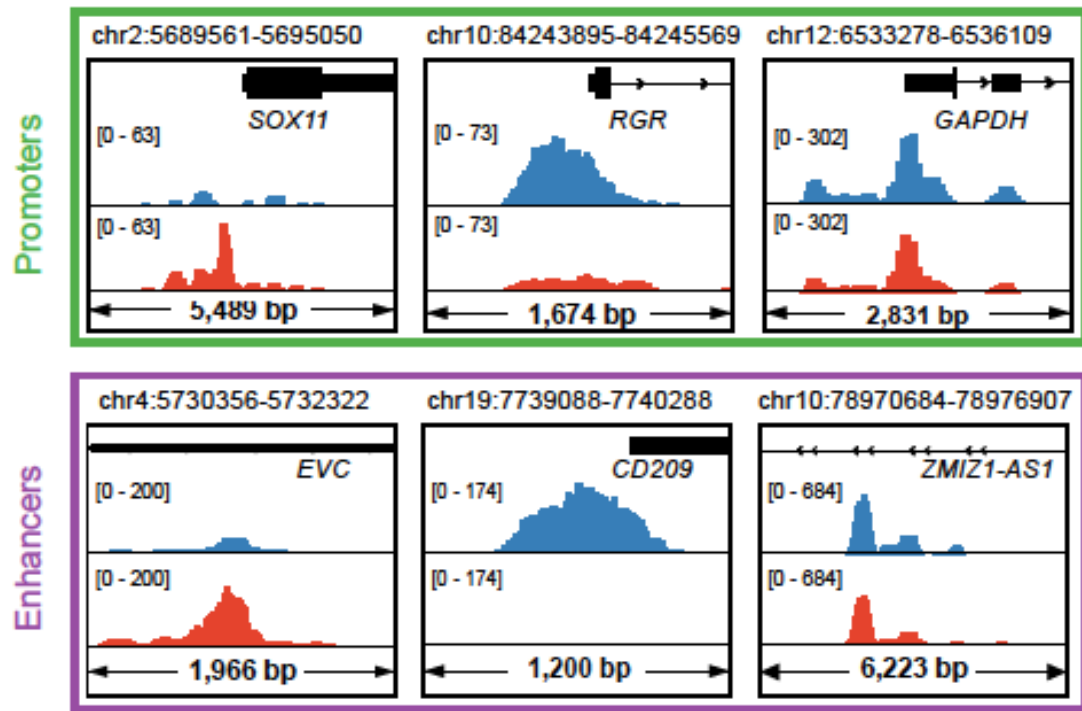 Promoters
chr2:5689561-5695050
SOX11
[0 - 63]
[0 - 63]
5,489 bp
chr10:84243895-84245569
RGR
[0 - 73]
[0 - 73]
1,674 bp
chr12:6533278-6536109
GAPDH
[0 - 302]
[0 - 302]
2,831 bp
Enhancers
chr4:5730356-5732322
EVC
[0 - 200]
[0 - 200]
1,966 bp
chr19:7739088-7740288
CD209
[0 - 174]
[0 - 174]
1,200 bp
chr10:78970684-78976907
ZMIZ1-AS1
[0 - 684]
[0 - 684]
6,223 bp